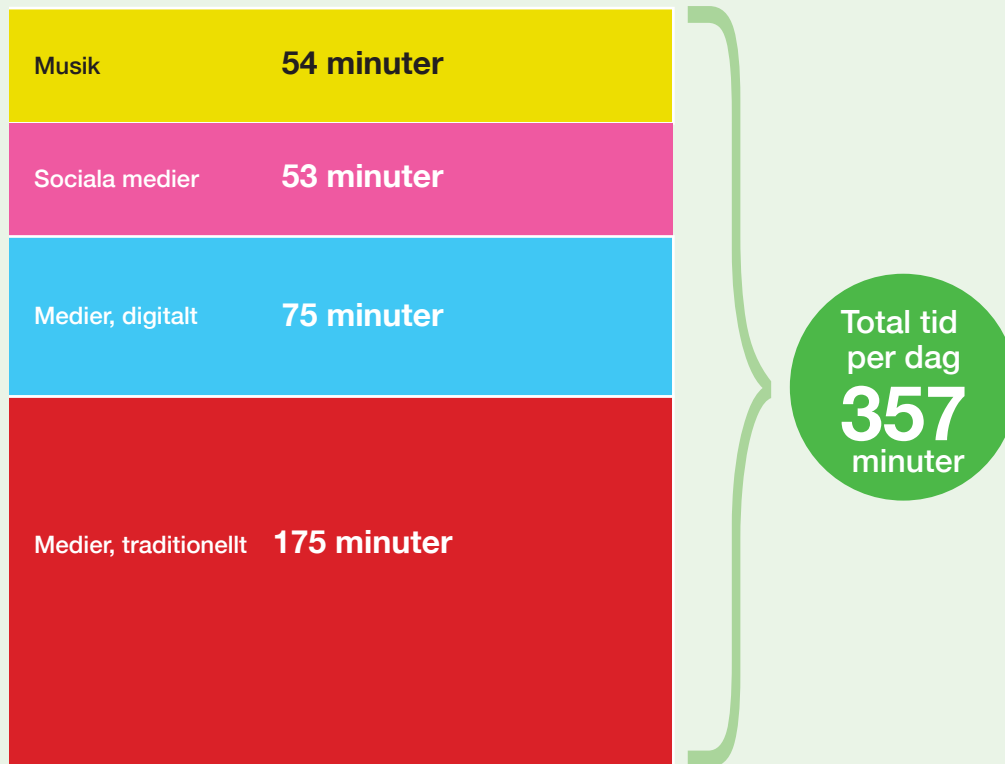 Musik 54 minuter
Sociala medier 53 minuter
Medier, digitalt 75 minuter
Medier, traditionellt 175 minuter
Total tid
per dag
357
minuter